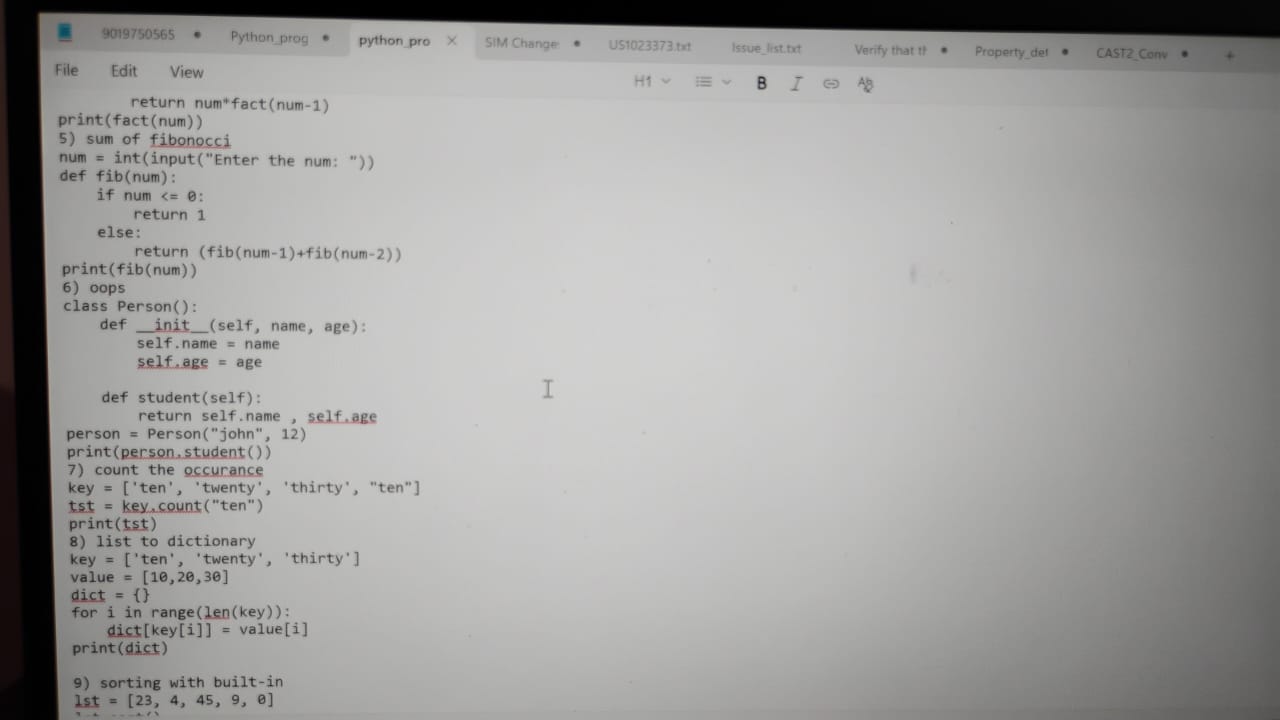 9019750565
Python_prog
python_pro
SIM Change
US1023373.txt
Issue_list.txt
Verify that th
Property_def
CAST2_Conv
File Edit View
H1
B I
return num*fact(num-1)
print(fact(num))
5) sum of fibonocci
num = int(input("Enter the num: "))
def fib(num):
    if num <= 0:
        return 1
    else:
        return (fib(num-1)+fib(num-2))
print(fib(num))
6) oops
class Person():
    def __init__(self, name, age):
        self.name = name
        self.age = age
    def student(self):
        return self.name , self.age
person = Person("john", 12)
print(person.student())
7) count the occurance
key = ['ten', 'twenty', 'thirty', "ten"]
tst = key.count("ten")
print(tst)
8) list to dictionary
key = ['ten', 'twenty', 'thirty']
value = [10,20,30]
dict = {}
for i in range(len(key)):
    dict[key[i]] = value[i]
print(dict)
9) sorting with built-in
lst = [23, 4, 45, 9, 0]